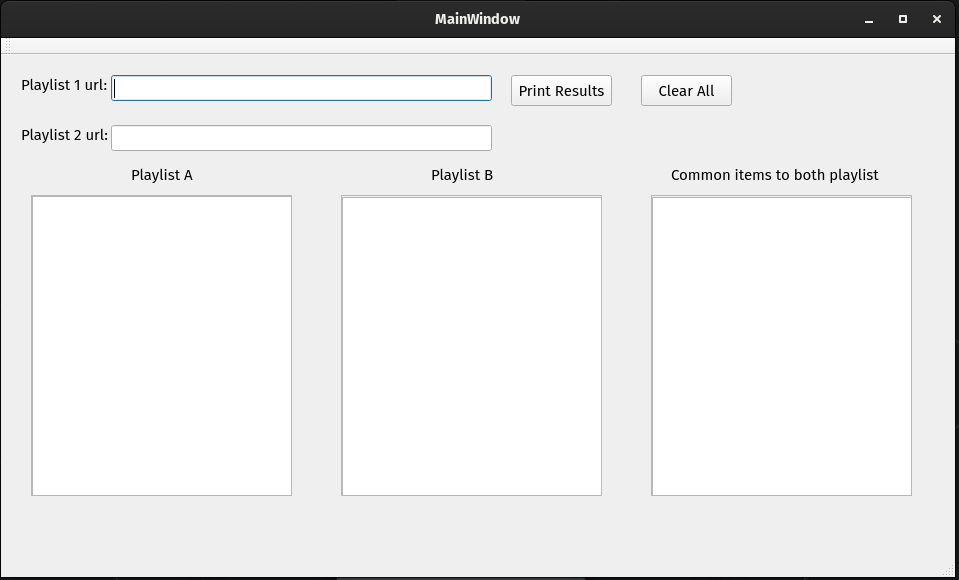 MainWindow
Playlist 1 url:
Print Results
Clear All
Playlist 2 url:
Playlist A
Playlist B
Common items to both playlist